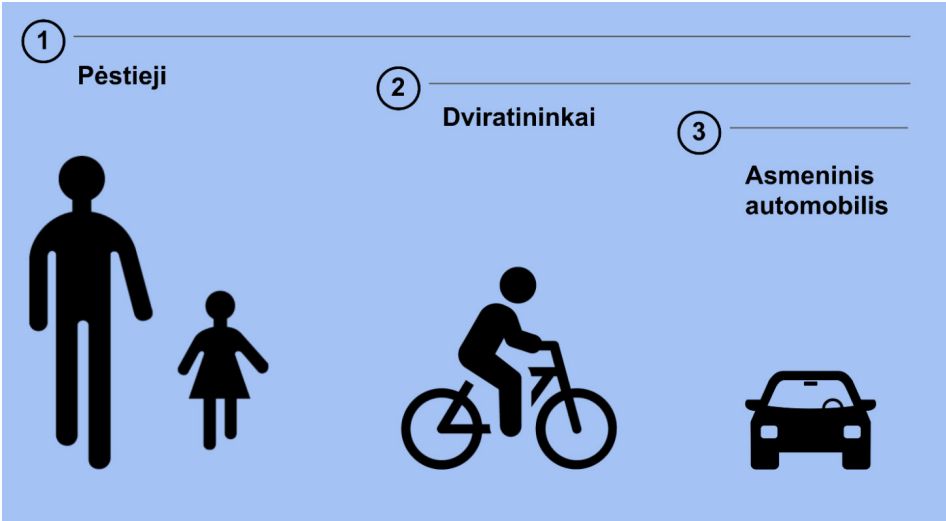 1
Pėstieji
2
Dviratininkai
3
Asmeninis
automobilis